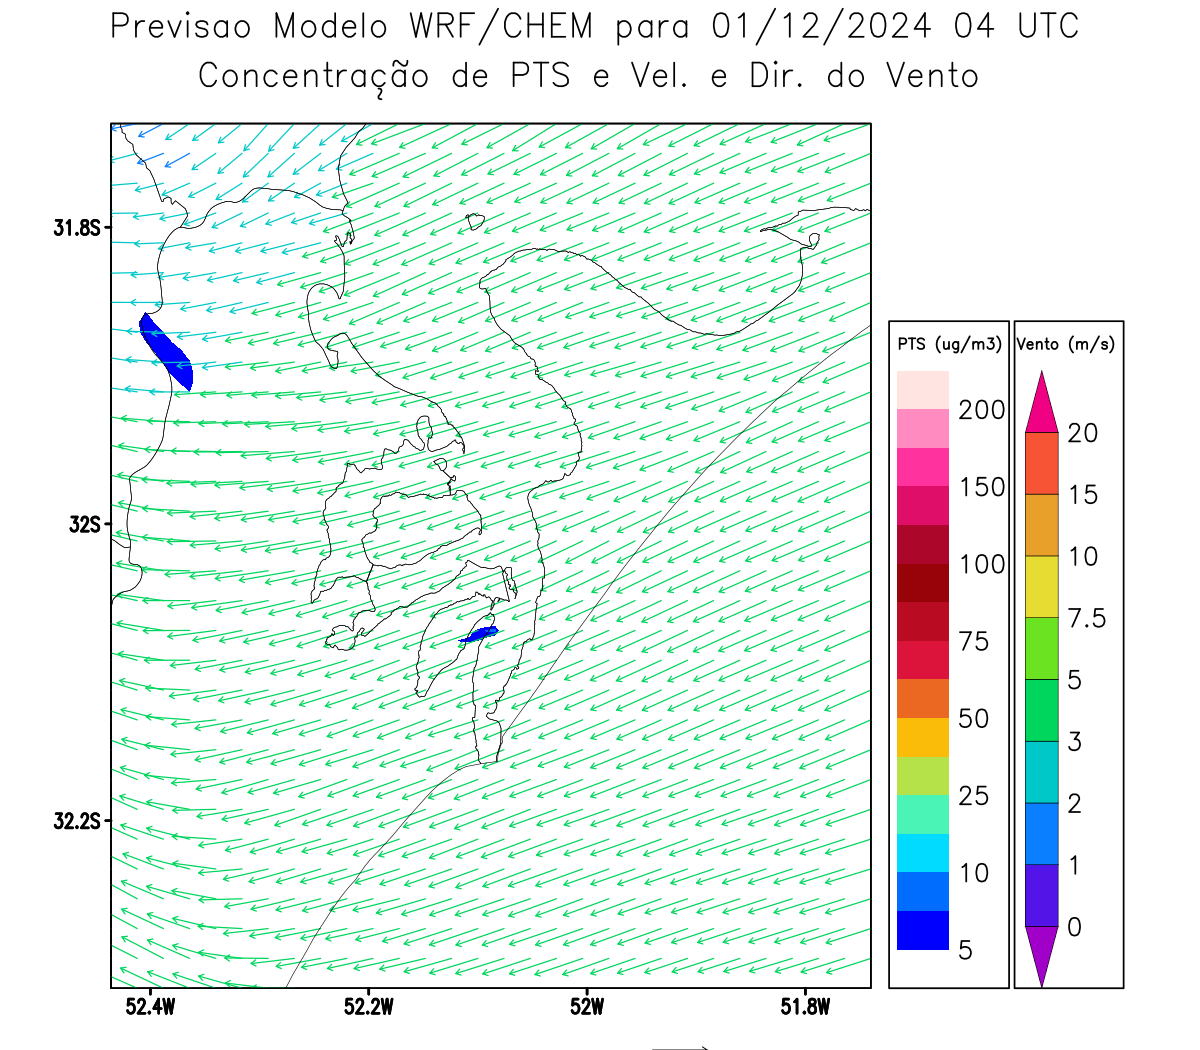 Previsao Modelo WRF/CHEM para 01/12/2024 04 UTC
Concentração de PTS e Vel. e Dir. do Vento
31.8S
32S
32.2S
52.4W
52.2W
52W
51.8W
PTS (ug/m3)
200
150
100
75
50
25
10
5
Vento (m/s)
20
15
10
7.5
5
3
2
1
0